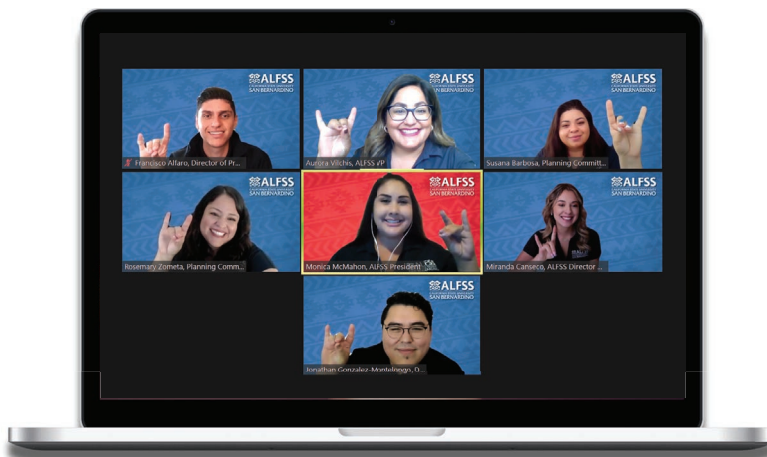 ALFSS
CALIFORNIA STATE UNIVERSITY
SAN BERNARDINO
Francisco Alfaro, Director of Pr...
ALFSS
CALIFORNIA STATE UNIVERSITY
SAN BERNARDINO
Aurora Vilchis, ALFSS VP
ALFSS
CALIFORNIA STATE UNIVERSITY
SAN BERNARDINO
Susana Barbosa, Planning Committ...
ALFSS
CALIFORNIA STATE UNIVERSITY
SAN BERNARDINO
Rosemary Zometa, Planning Comm...
ALFSS
CALIFORNIA STATE UNIVERSITY
SAN BERNARDINO
Monica McMahon, ALFSS President
ALFSS
CALIFORNIA STATE UNIVERSITY
SAN BERNARDINO
Miranda Canseco, ALFSS Director ...
ALFSS
CALIFORNIA STATE UNIVERSITY
SAN BERNARDINO
Jonathan Gonzalez-Montelongo, D...